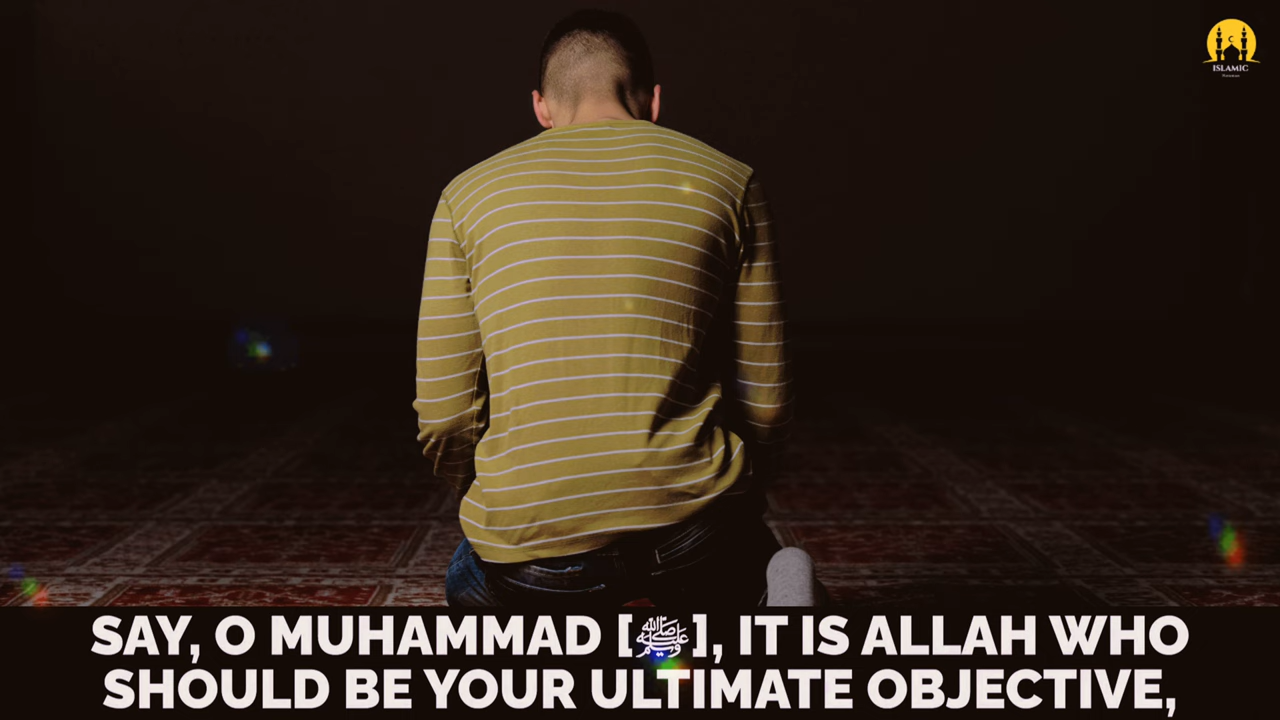 ISLAMIC
SAY, O MUHAMMAD [ﷺ], IT IS ALLAH WHO
SHOULD BE YOUR ULTIMATE OBJECTIVE,